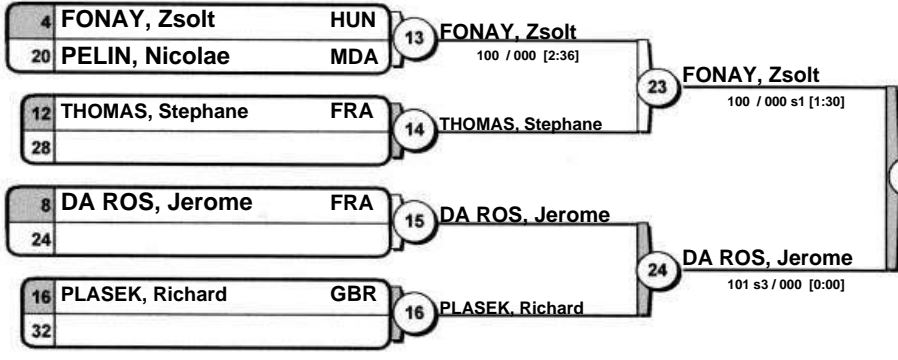 4 FONAY, Zsolt HUN
20 PELIN, Nicolae MDA
13 FONAY, Zsolt
100 / 000 [2:36]
12 THOMAS, Stephane FRA
28
14 THOMAS, Stephane
23 FONAY, Zsolt
100 / 000 s1 [1:30]
8 DA ROS, Jerome FRA
24
15 DA ROS, Jerome
16 PLASEK, Richard GBR
32
16 PLASEK, Richard
24 DA ROS, Jerome
101 s3 / 000 [0:00]